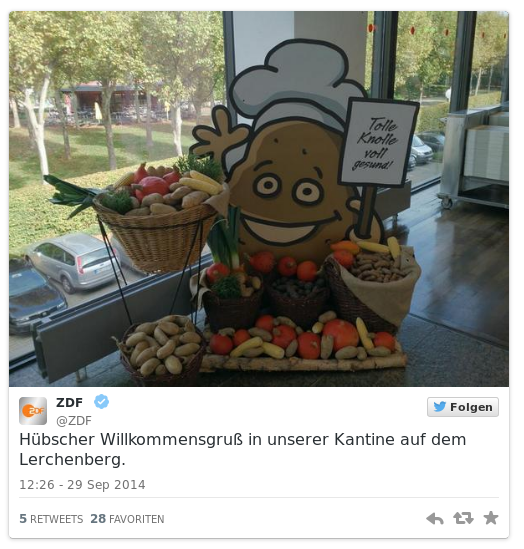 Tolle
Knolle
voll
gesund!
ZDF
ZDF
@ZDF
Folgen
Hübscher Willkommensgruß in unserer Kantine auf dem
Lerchenberg.
12:26 - 29 Sep 2014
5 RETWEETS 28 FAVORITEN